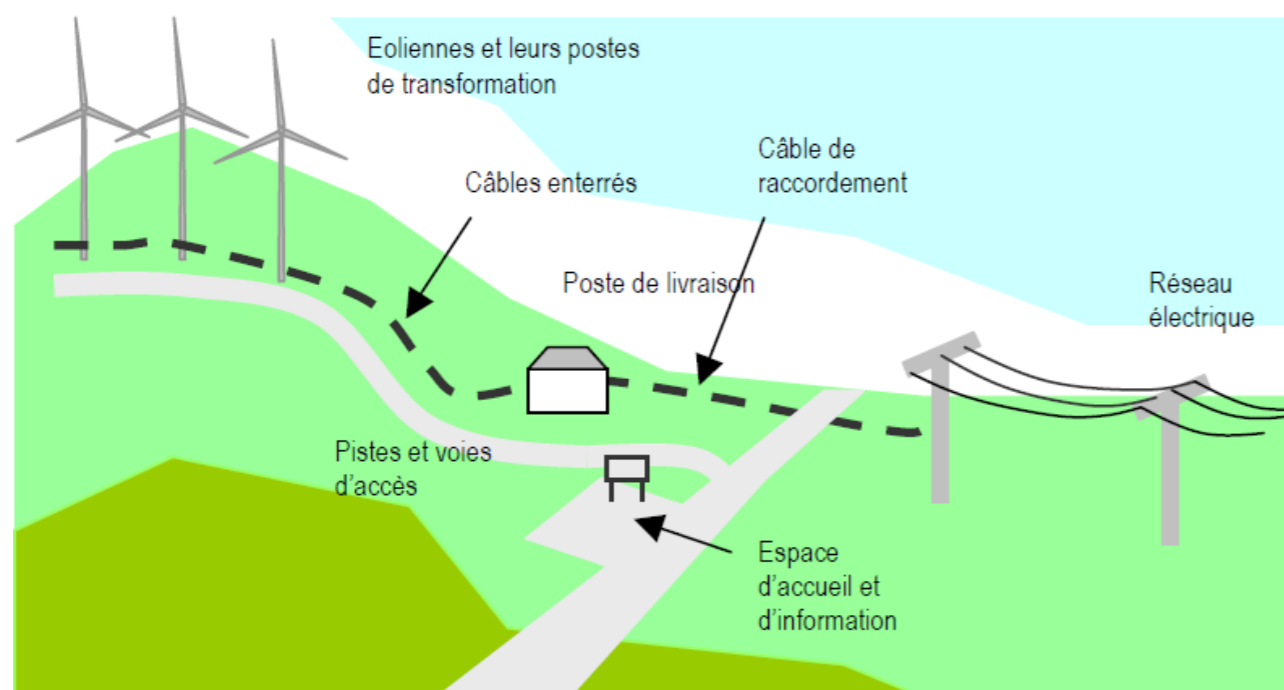 Eoliennes et leurs postes
de transformation
Câbles enterrés
Câble de
raccordement
Poste de livraison
Réseau
électrique
Pistes et voies
d’accès
Espace
d’accueil et
d’information